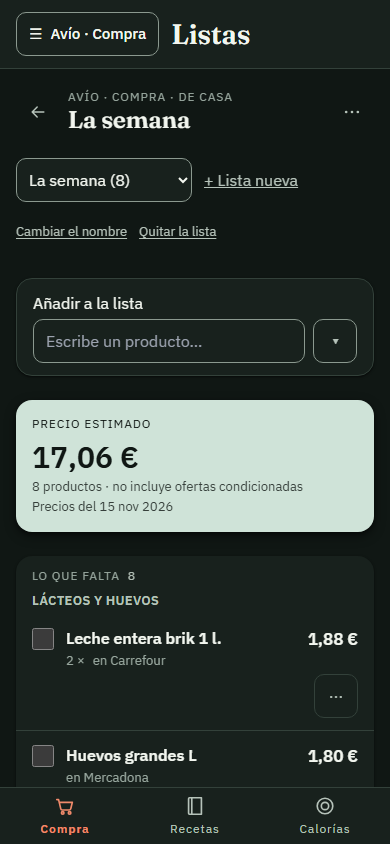 ☰ Avío · Compra
Listas
←
AVÍO · COMPRA · DE CASA
La semana
···
La semana (8)
+ Lista nueva
Cambiar el nombre
Quitar la lista
Añadir a la lista
Escribe un producto...
▾
PRECIO ESTIMADO
17,06 €
8 productos · no incluye ofertas condicionadas
Precios del 15 nov 2026
LO QUE FALTA 8
LÁCTEOS Y HUEVOS
Leche entera brik 1 l.
1,88 €
2 × en Carrefour
···
Huevos grandes L
1,80 €
en Mercadona
Compra
Recetas
Calorías